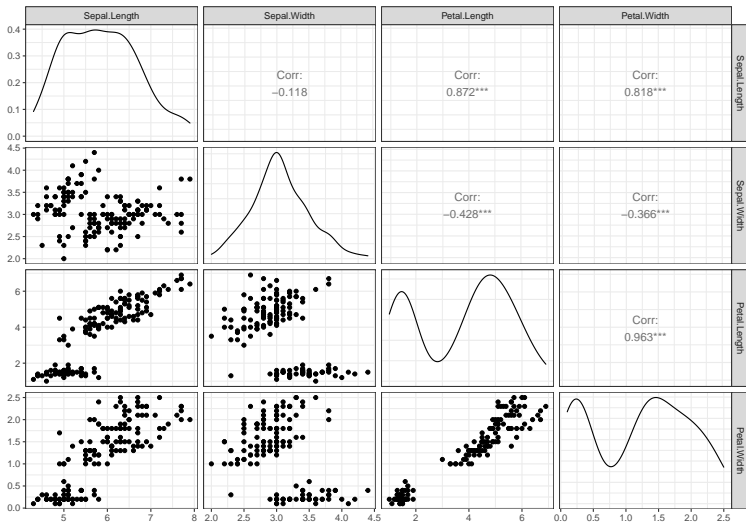 Sepal.Length Sepal.Width Petal.Length Petal.Width
0.4
0.3
0.2
0.1
0.0
Corr:
−0.118
Corr:
0.872***
Corr:
0.818***
Sepal.Length
4.5
4.0
3.5
3.0
2.5
2.0
Corr:
−0.428***
Corr:
−0.366***
Sepal.Width
6
4
2
Corr:
0.963***
Petal.Length
2.5
2.0
1.5
1.0
0.5
0.0
Petal.Width
5 6 7 8 2.0 2.5 3.0 3.5 4.0 4.5 2 4 6 0.0 0.5 1.0 1.5 2.0 2.5